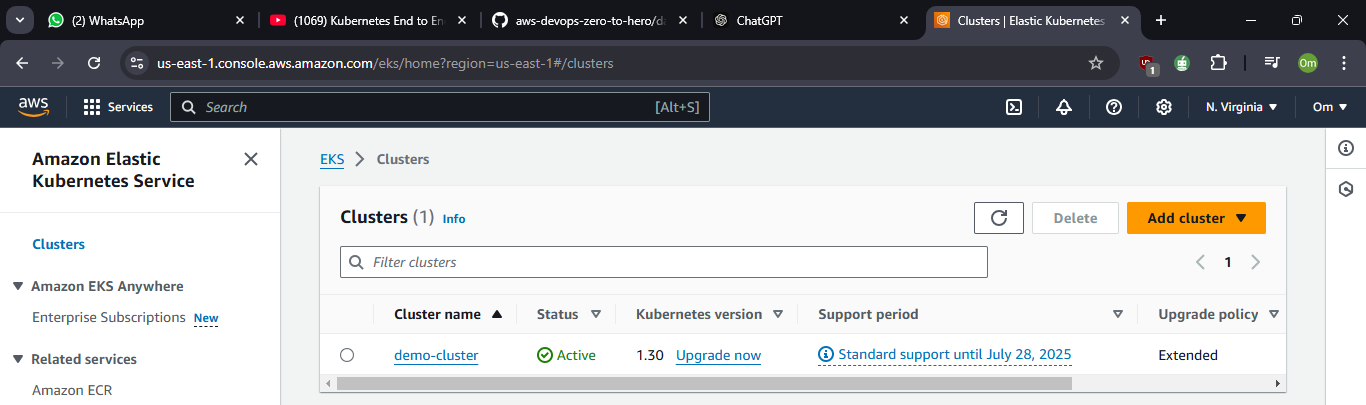 (2) WhatsApp
(1069) Kubernetes End to En
aws-devops-zero-to-hero/da
ChatGPT
Clusters | Elastic Kubernetes
us-east-1.console.aws.amazon.com/eks/home?region=us-east-1#/clusters
1
Om
aws
Services
Search
[Alt+S]
N. Virginia
Om
Amazon Elastic
Kubernetes Service
Clusters
Amazon EKS Anywhere
Enterprise Subscriptions New
Related services
Amazon ECR
EKS > Clusters
Clusters (1) Info
Delete
Add cluster
Filter clusters
1
Cluster name Status Kubernetes version Support period Upgrade policy
demo-cluster Active 1.30 Upgrade now Standard support until July 28, 2025 Extended